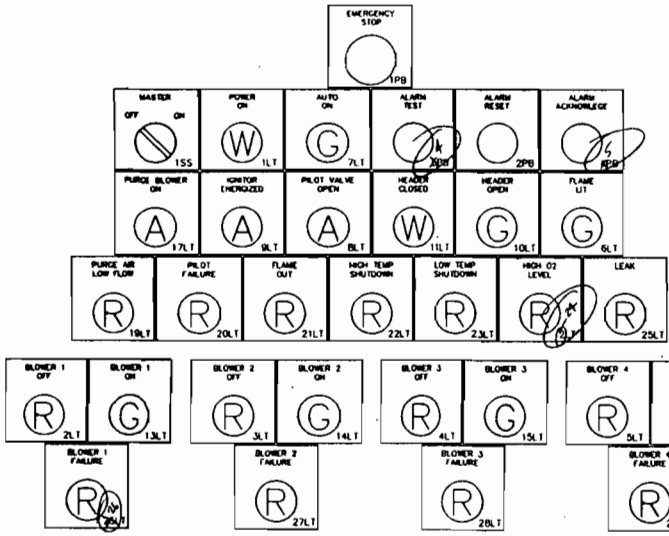 EMERGENCY
STOP
1PB
MASTER
OFF ON
1SS
POWER
ON
W
1LT
AUTO
ON
G
7LT
ALARM
TEST
ALARM
RESET
2PB
ALARM
ACKNOWLEGE
PURGE BLOWER
ON
A
17LT
IGNITOR
ENERGIZED
A
9LT
PILOT VALVE
OPEN
A
8LT
HEADER
CLOSED
W
11LT
HEADER
OPEN
G
10LT
FLAME
LIT
G
6LT
PURGE AIR
LOW FLOW
R
19LT
PILOT
FAILURE
R
20LT
FLAME
OUT
R
21LT
HIGH TEMP
SHUTDOWN
R
22LT
LOW TEMP
SHUTDOWN
R
23LT
HIGH O2
LEVEL
R
LEAK
R
25LT
BLOWER 1
OFF
R
2LT
BLOWER 1
ON
G
13LT
BLOWER 2
OFF
R
3LT
BLOWER 2
ON
G
14LT
BLOWER 3
OFF
R
4LT
BLOWER 3
ON
G
15LT
BLOWER 4
OFF
R
5LT
BLOWER 1
FAILURE
R
BLOWER 2
FAILURE
R
27LT
BLOWER 3
FAILURE
R
28LT
BLOWER 4
FAILURE
R